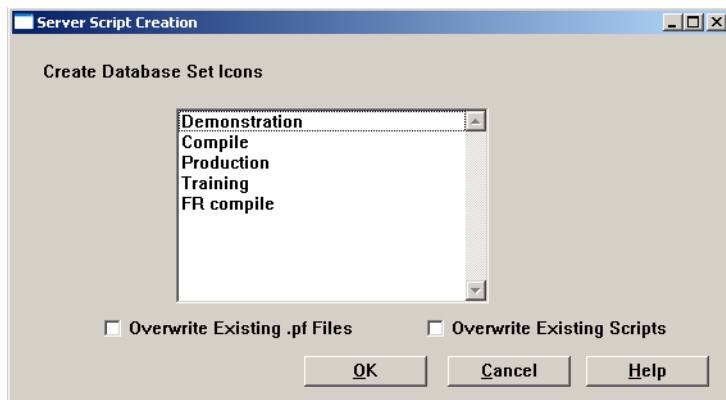 Server Script Creation
Create Database Set Icons
Demonstration
Compile
Production
Training
FR compile
Overwrite Existing .pf Files Overwrite Existing Scripts
OK Cancel Help